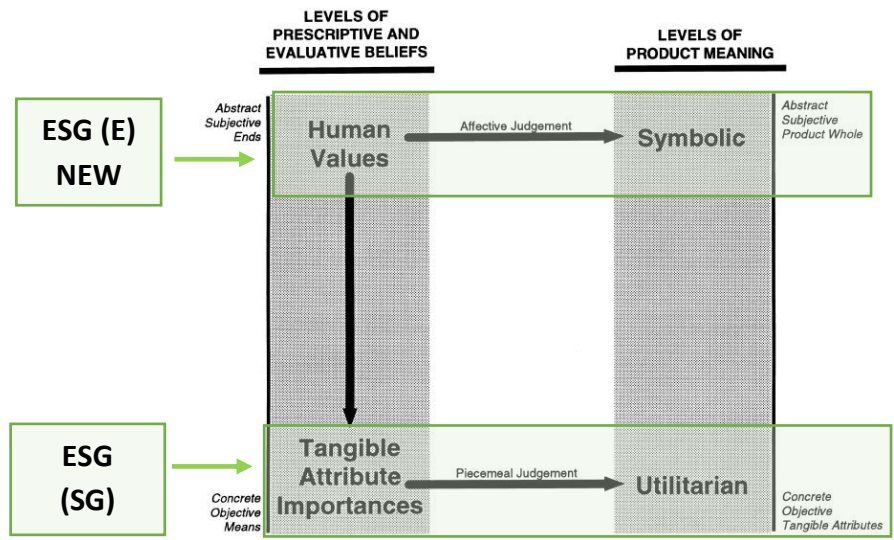 LEVELS OF
PRESCRIPTIVE AND
EVALUATIVE BELIEFS
LEVELS OF
PRODUCT MEANING
ESG (E)
NEW
Abstract
Subjective
Ends
Human
Values
Affective Judgement
Symbolic
Abstract
Subjective
Product Whole
ESG
(SG)
Concrete
Objective
Means
Tangible
Attribute
Importances
Piecemeal Judgement
Utilitarian
Concrete
Objective
Tangible Attributes